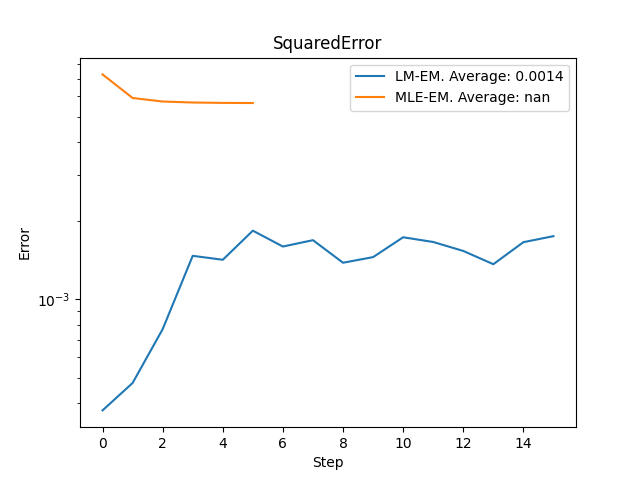 SquaredError
LM-EM. Average: 0.0014
MLE-EM. Average: nan
Error
10⁻³
0 2 4 6 8 10 12 14
Step